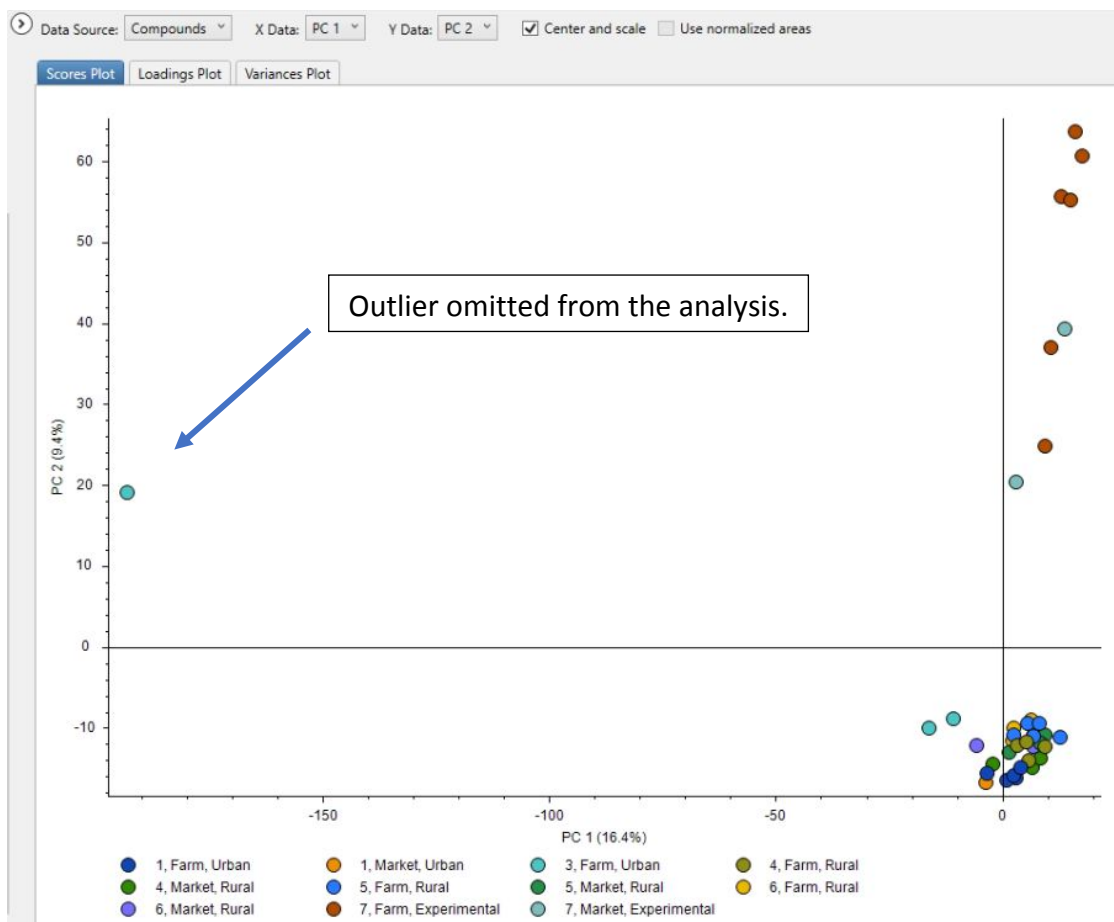 Data Source: Compounds X Data: PC 1 Y Data: PC 2 Center and scale Use normalized areas
Scores Plot Loadings Plot Variances Plot
60
50
Outlier omitted from the analysis.
40
30
PC 2 (9.4%)
20
10
0
-10
-150 -100 -50 0
PC 1 (16.4%)
1, Farm, Urban 1, Market, Urban 3, Farm, Urban 4, Farm, Rural
4, Market, Rural 5, Farm, Rural 5, Market, Rural 6, Farm, Rural
6, Market, Rural 7, Farm, Experimental 7, Market, Experimental